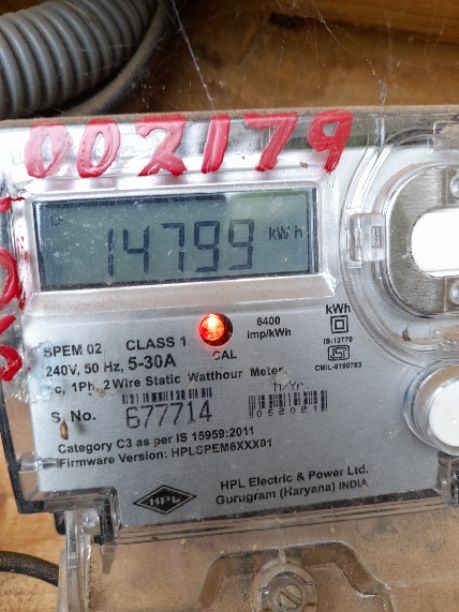 002179
14799 kWh
SPEM 02 CLASS 1
240V, 50 Hz, 5-30A
CAL
6400
imp/kWh
kWh
IS:13779
1Ph, 2Wire Static Watthour Meter
M/Yr.
S. No. 677714
052021
Category C3 as per IS 15959:2011
Firmware Version: HPLSPEM6XXX01
HPL
HPL Electric & Power Ltd.
Gurugram (Haryana) INDIA